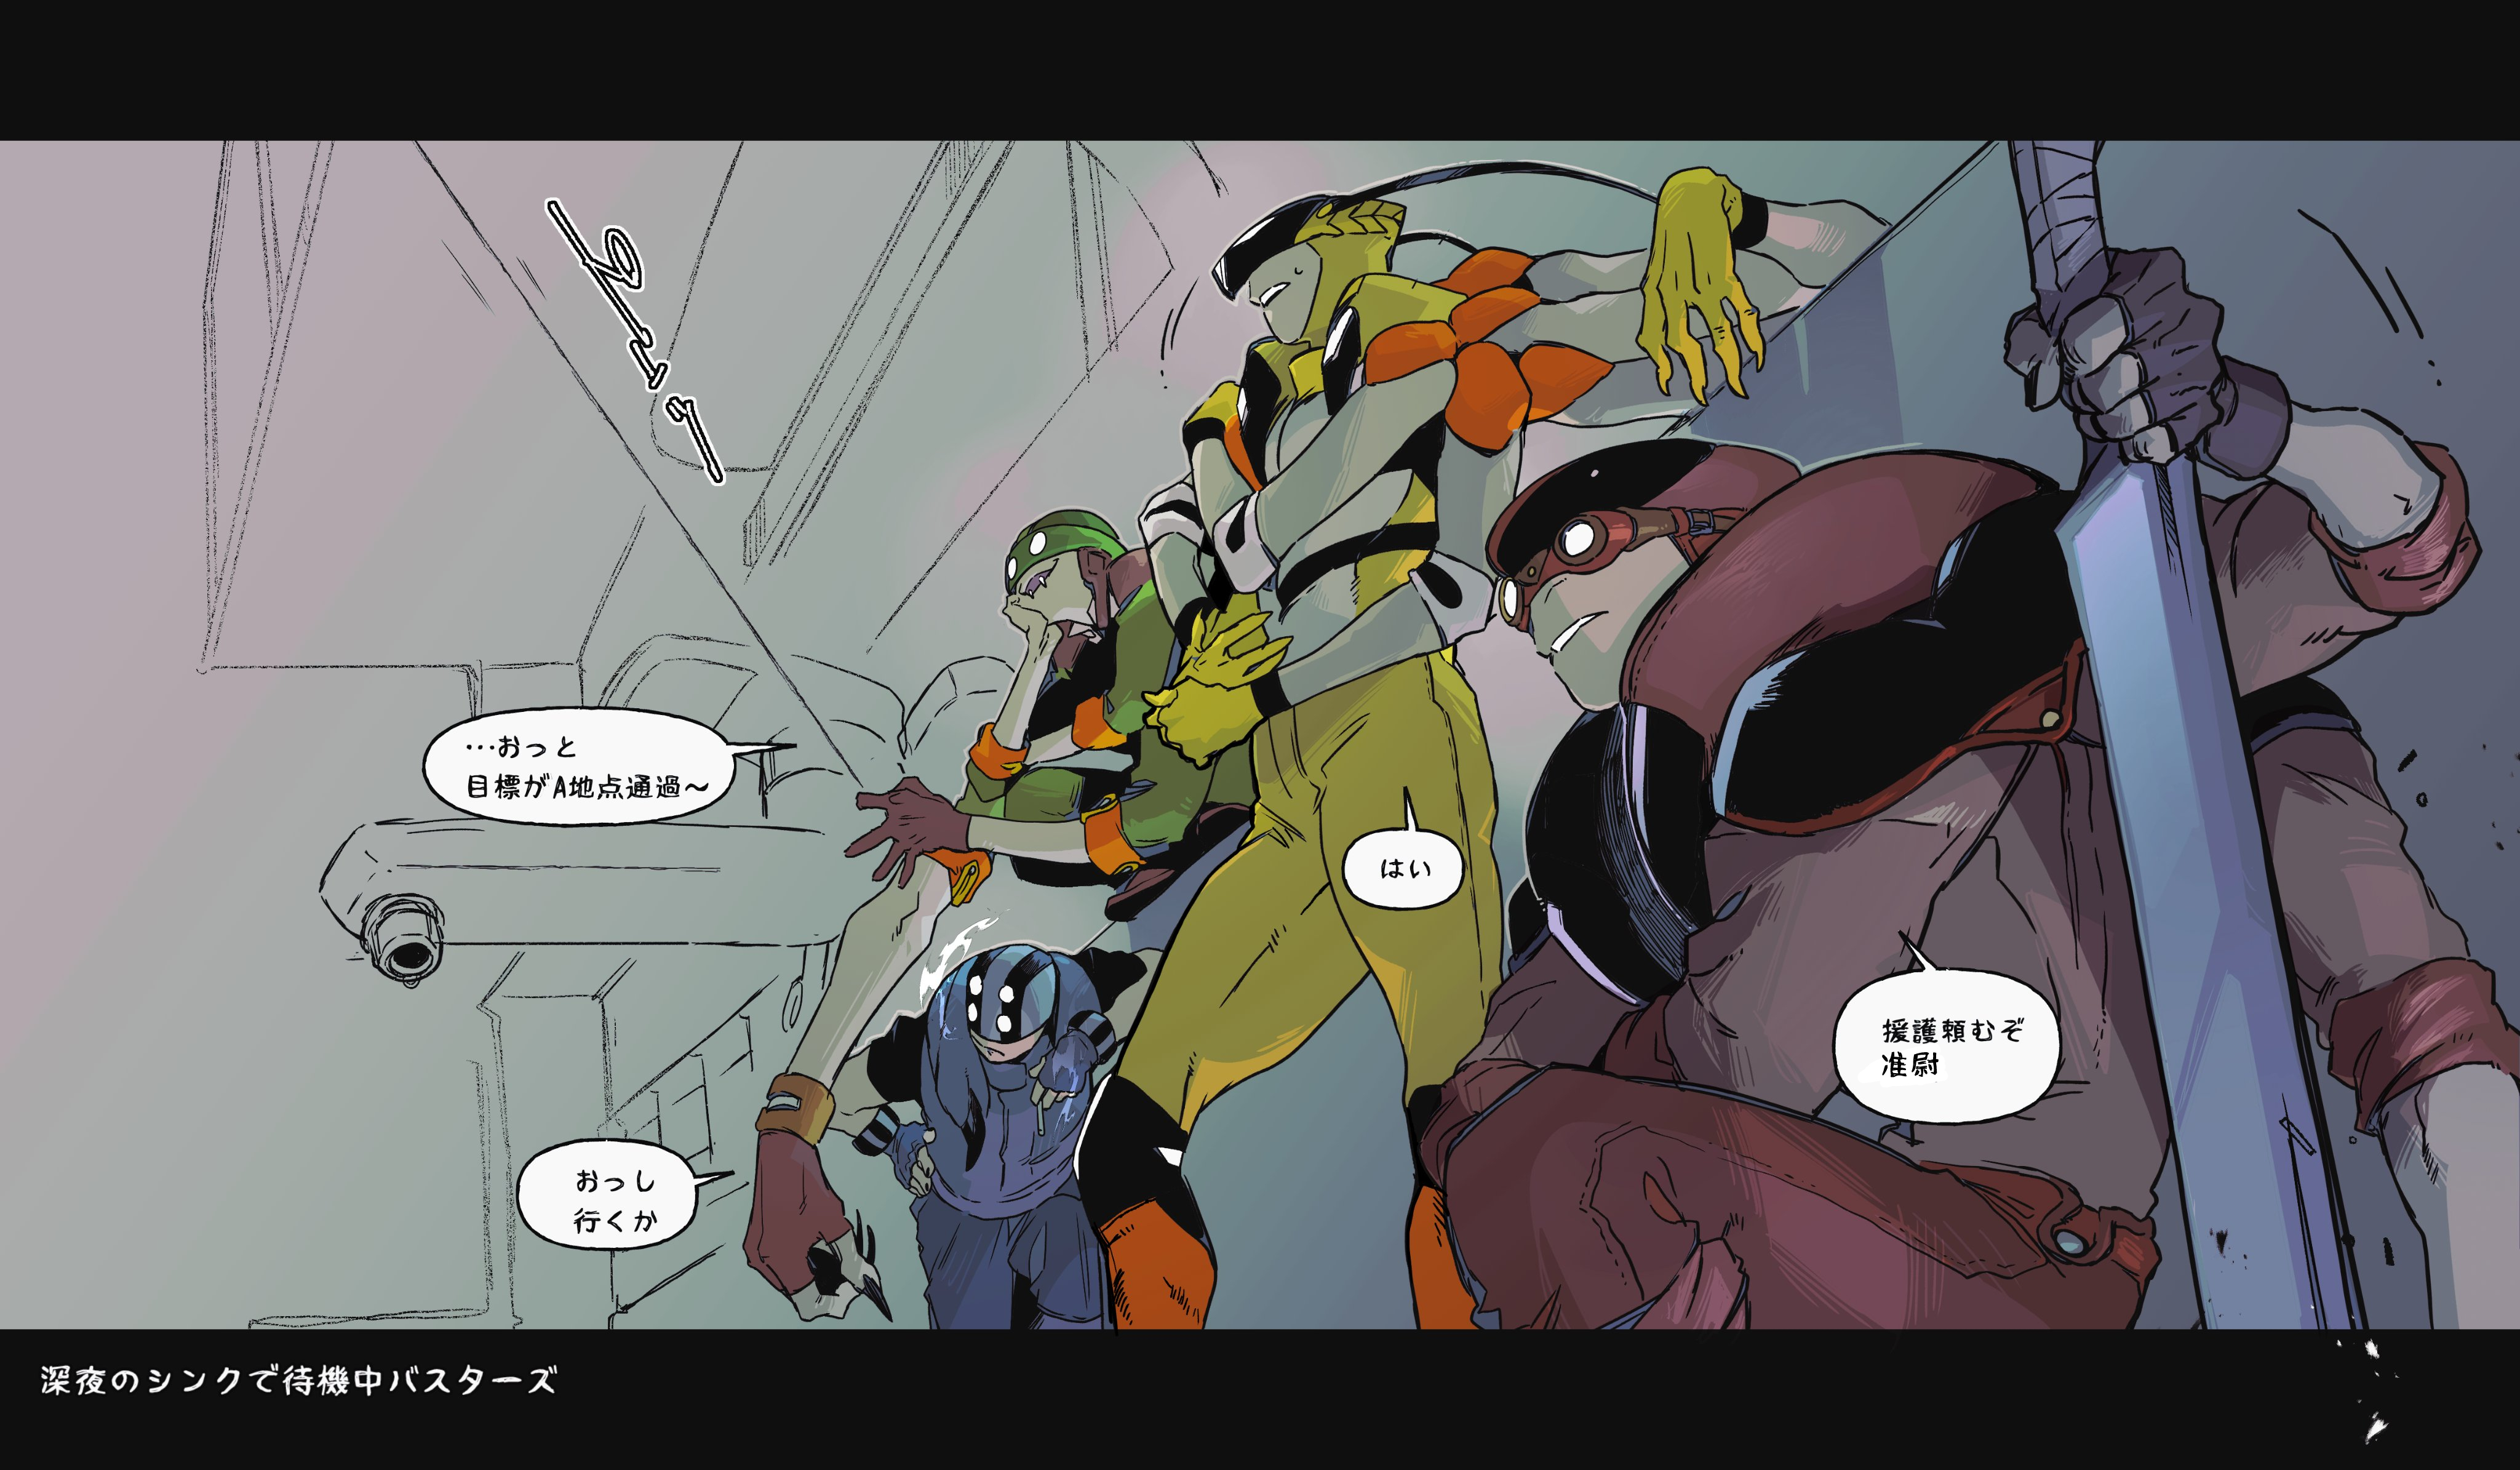 …おっと
目標がA地点通過〜
はい
援護頼むぞ
准尉
おっし
行くか
深夜のシンクで待機中バスターズ